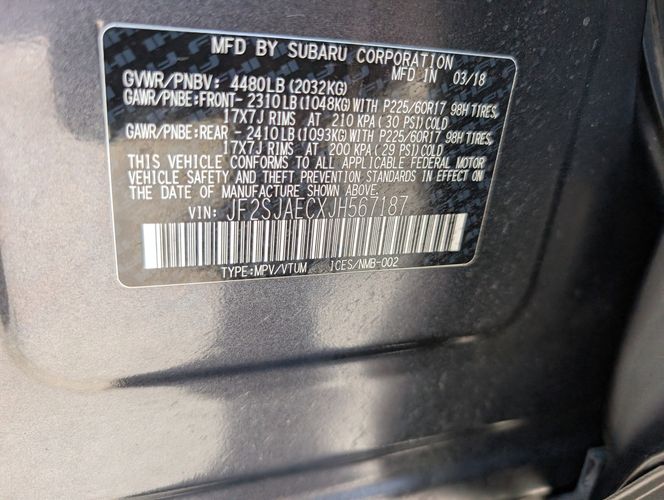 MFD BY SUBARU CORPORATION
MFD IN 03/18
GVWR/PNBV: 4480LB(2032KG)
GAWR/PNBE:FRONT- 2310LB(1048KG)WITH P225/60R17 98H TIRES,
17X7J RIMS AT 210 KPA(30 PSI)COLD
GAWR/PNBE:REAR - 2410LB(1093KG)WITH P225/60R17 98H TIRES,
17X7J RIMS AT 200 KPA(29 PSI)COLD
THIS VEHICLE CONFORMS TO ALL APPLICABLE FEDERAL MOTOR
VEHICLE SAFETY AND THEFT PREVENTION STANDARDS IN EFFECT ON
THE DATE OF MANUFACTURE SHOWN ABOVE.
VIN: JF2SJAECXJH567187
TYPE:MPV/VTUM ICES/NMB-002